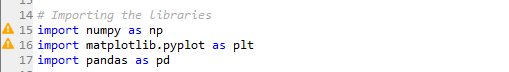 14 # Importing the libraries
15 import numpy as np
16 import matplotlib.pyplot as plt
17 import pandas as pd